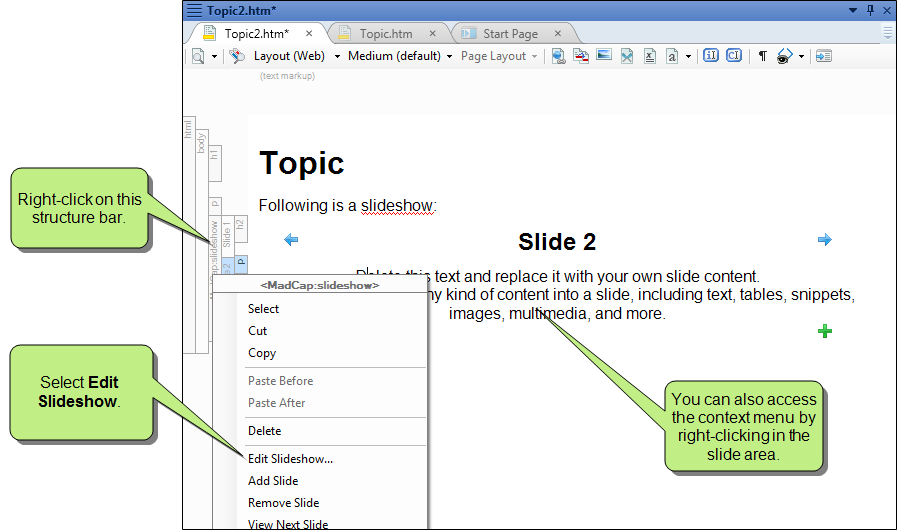 Topic2.htm*
Topic2.htm*
Topic.htm
Start Page
Layout (Web)
Medium (default)
Page Layout
(text markup)
html
body
h1
Topic
p
Following is a slideshow:
Right-click on this
structure bar.
Slide 1
h2
Slide 2
p
Delete this text and replace it with your own slide content.
ny kind of content into a slide, including text, tables, snippets,
images, multimedia, and more.
<MadCap:slideshow>
Select
Cut
Copy
Paste Before
Paste After
Delete
Edit Slideshow...
Add Slide
Remove Slide
View Next Slide
Select Edit
Slideshow.
You can also access
the context menu by
right-clicking in the
slide area.